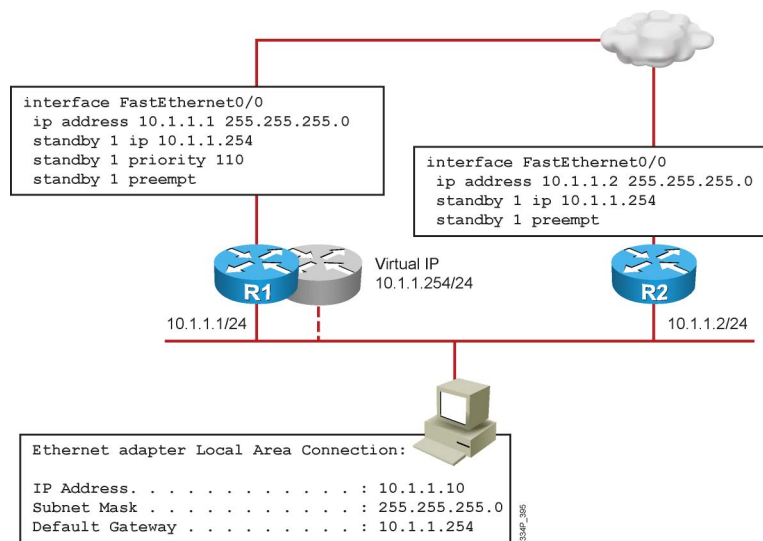 interface FastEthernet0/0
ip address 10.1.1.1 255.255.255.0
standby 1 ip 10.1.1.254
standby 1 priority 110
standby 1 preempt
interface FastEthernet0/0
ip address 10.1.1.2 255.255.255.0
standby 1 ip 10.1.1.254
standby 1 preempt
R1
Virtual IP
10.1.1.254/24
R2
10.1.1.1/24
10.1.1.2/24
Ethernet adapter Local Area Connection:
IP Address. . . . . . . . . . . . : 10.1.1.10
Subnet Mask . . . . . . . . . . . : 255.255.255.0
Default Gateway . . . . . . . . . : 10.1.1.254
334P_395